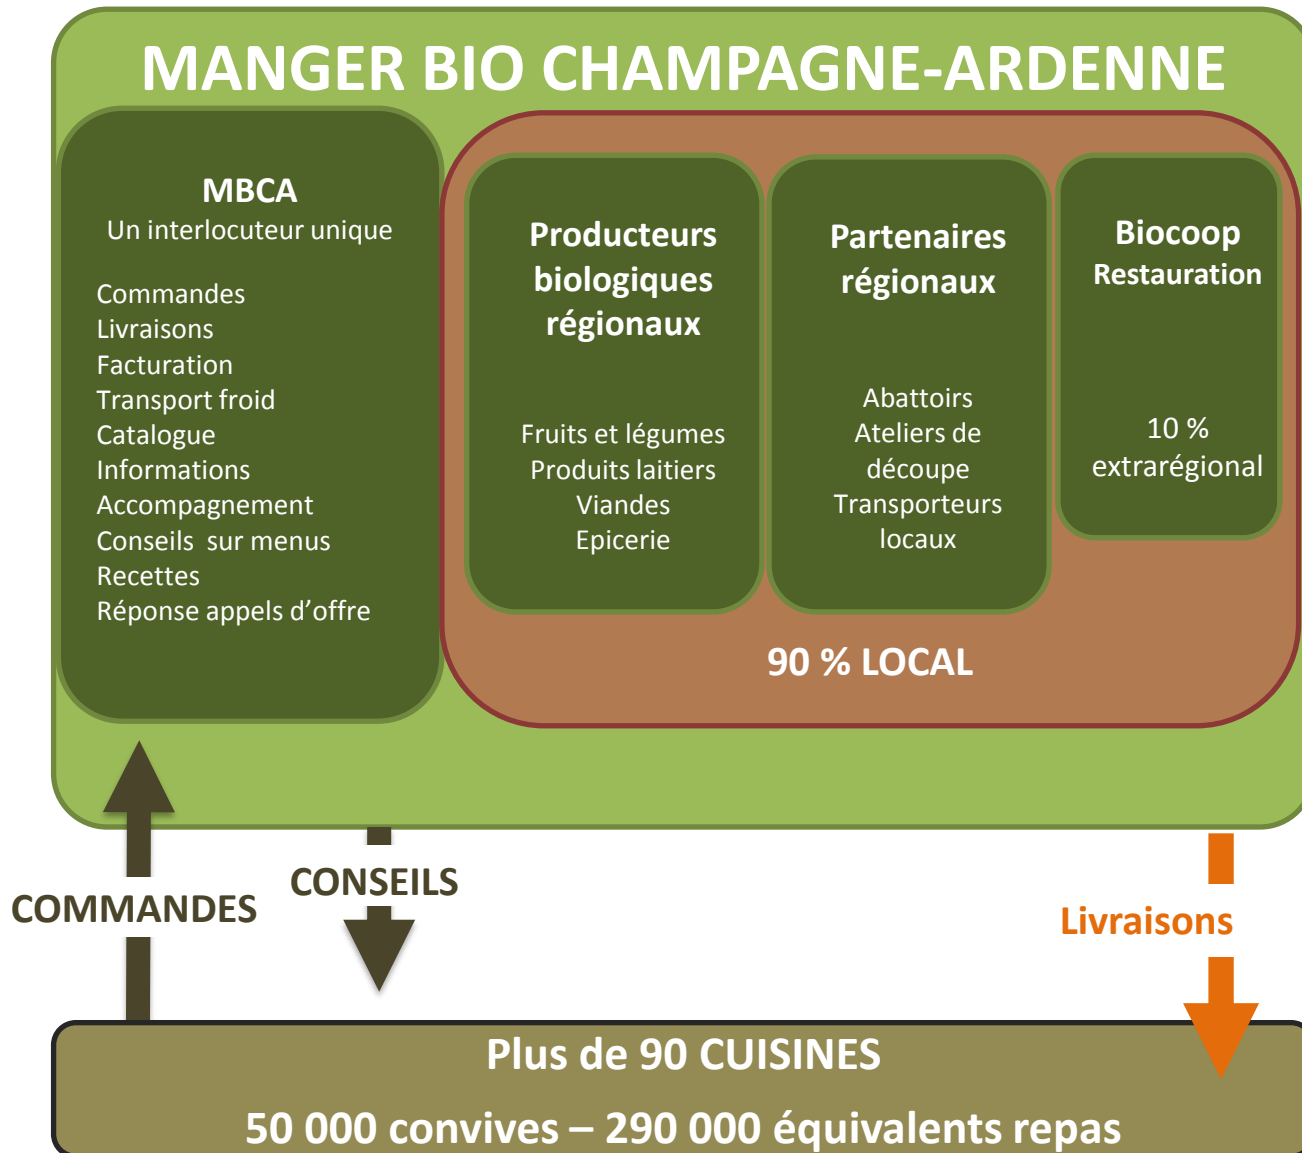 MANGER BIO CHAMPAGNE-ARDENNE
MBCA
Un interlocuteur unique
Commandes
Livraisons
Facturation
Transport froid
Catalogue
Informations
Accompagnement
Conseils sur menus
Recettes
Réponse appels d’offre
Producteurs
biologiques
régionaux
Fruits et légumes
Produits laitiers
Viandes
Epicerie
Partenaires
régionaux
Abattoirs
Ateliers de
découpe
Transporteurs
locaux
Biocoop
Restauration
10 %
extrarégional
90 % LOCAL
COMMANDES
CONSEILS
Livraisons
Plus de 90 CUISINES
50 000 convives – 290 000 équivalents repas